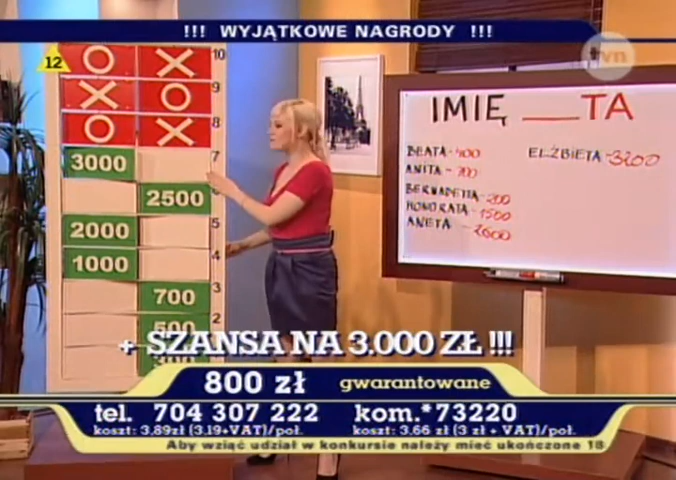 !!! WYJĄTKOWE NAGRODY !!!
tvn
12
10
9
8
7
3000
2500
5
2000
4
1000
3
700
2
500
300
IMIĘ ___TA
BEATA-400
ANITA-700
BERNADETTA-200
HONORATA-1500
ANETA-2600
ELŻBIETA-3200
+ SZANSA NA 3.000 ZŁ !!!
800 zł gwarantowane
tel. 704 307 222 kom.*73220
koszt: 3.89zł (3.19+VAT)/poł. koszt: 3.66 zł (3 zł + VAT)/poł.
Aby wziąć udział w konkursie należy mieć ukończone 18